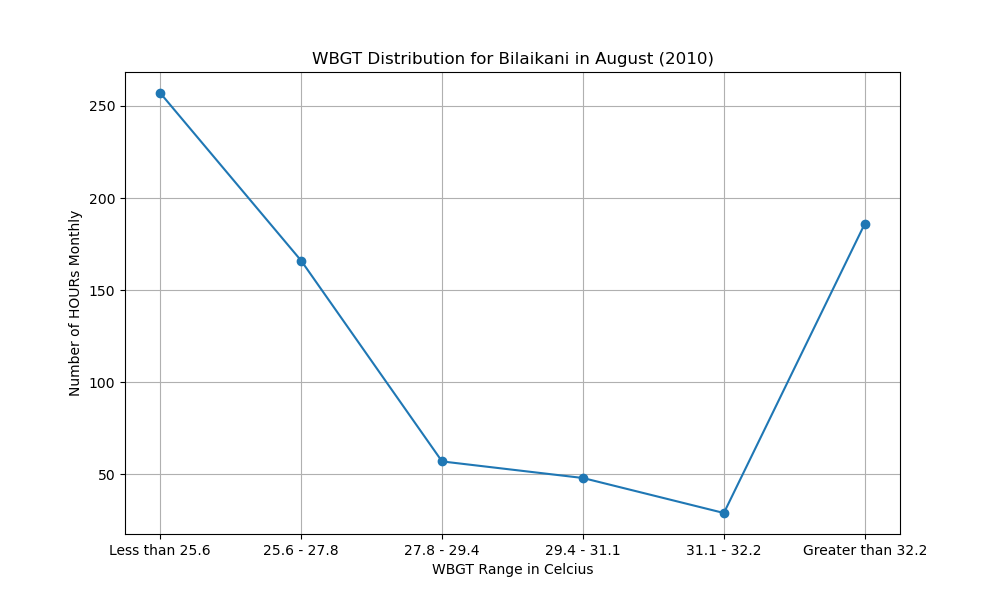 WBGT Distribution for Bilaikani in August (2010)
Number of HOURs Monthly
250
200
150
100
50
Less than 25.6
25.6 - 27.8
27.8 - 29.4
29.4 - 31.1
31.1 - 32.2
Greater than 32.2
WBGT Range in Celcius